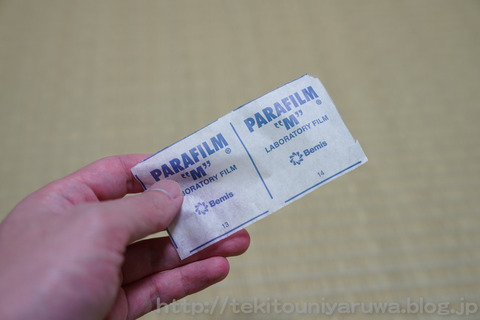 PARAFILM ®
"M"
LABORATORY FILM
Bemis
13
PARAFILM ®
"M"
LABORATORY FILM
Bemis
14
http://tekitouniyaruwa.blog.jp